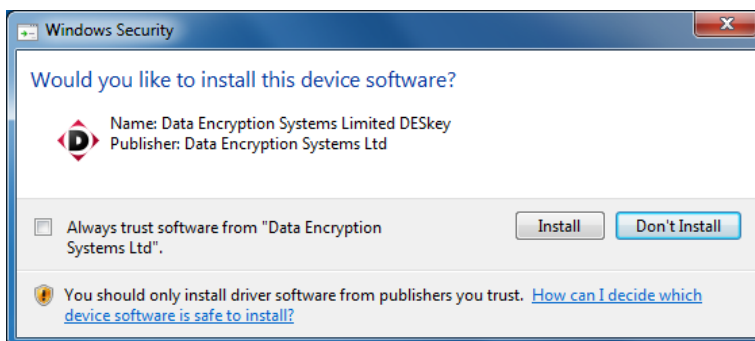 Windows Security
Would you like to install this device software?
D
Name: Data Encryption Systems Limited DESkey
Publisher: Data Encryption Systems Ltd
Always trust software from "Data Encryption
Systems Ltd".
Install
Don't Install
You should only install driver software from publishers you trust. How can I decide which
device software is safe to install?